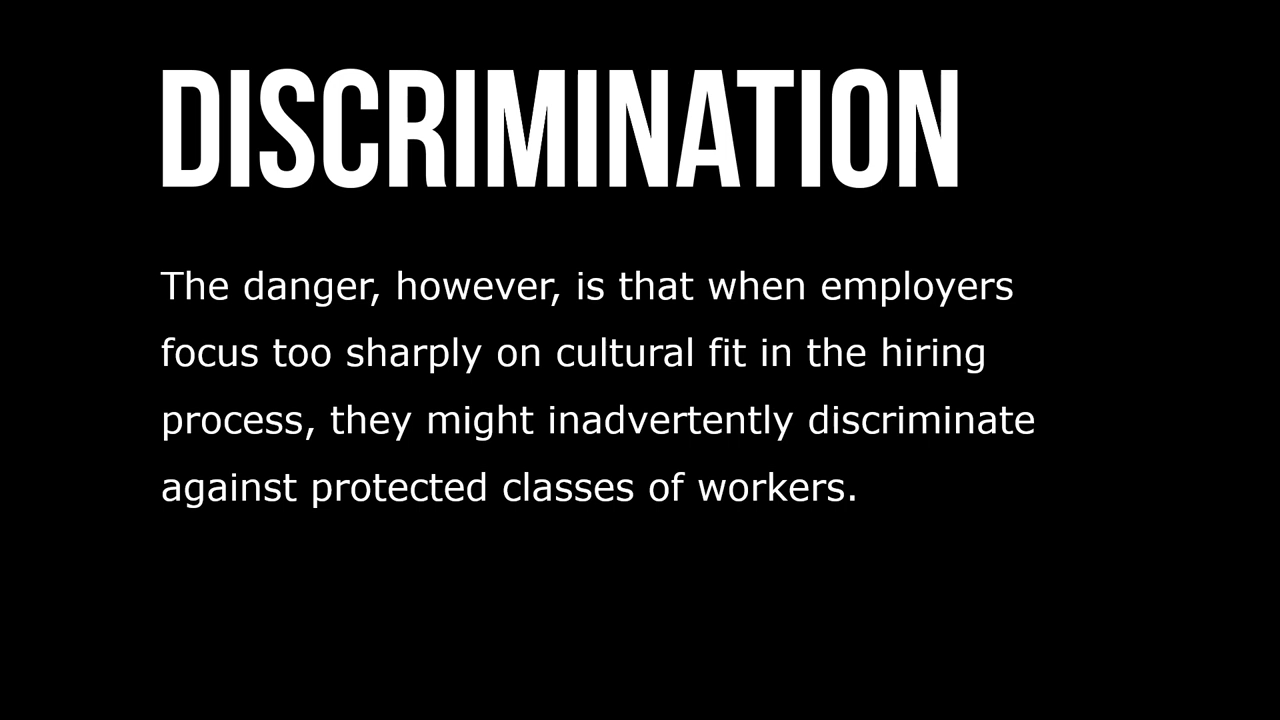 DISCRIMINATION
The danger, however, is that when employers
focus too sharply on cultural fit in the hiring
process, they might inadvertently discriminate
against protected classes of workers.